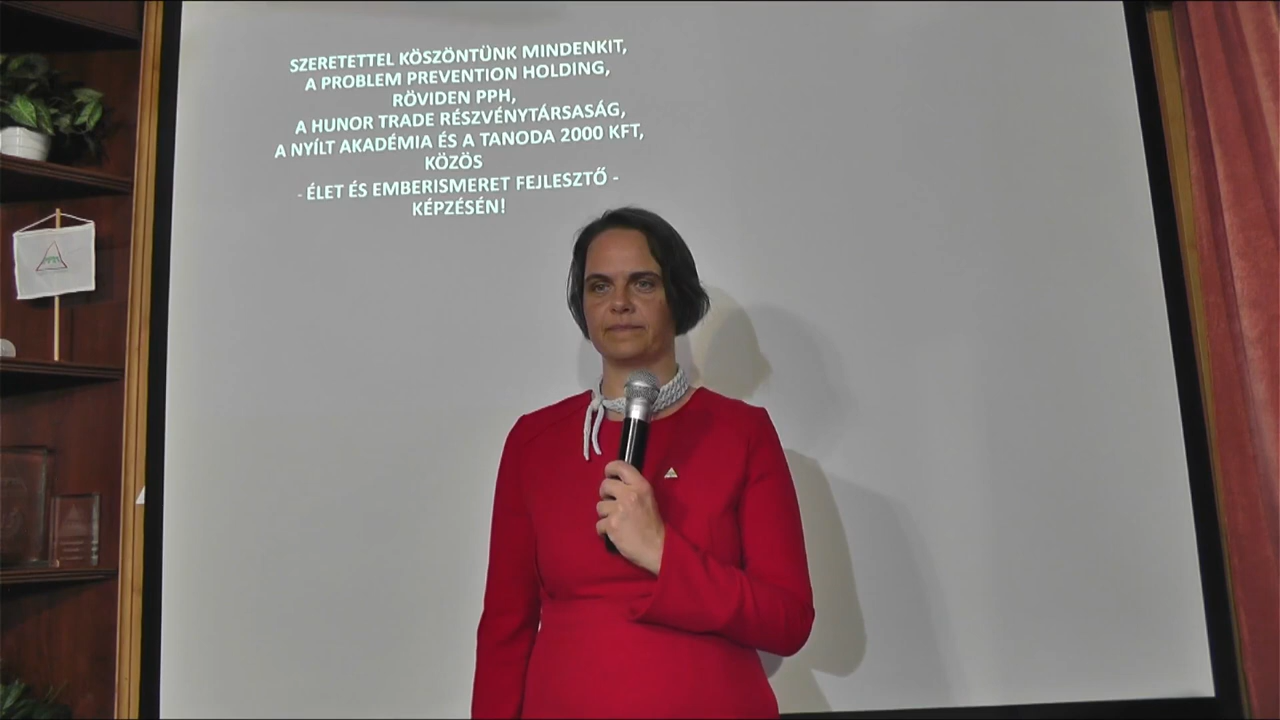 SZERETETTEL KÖSZÖNTÜNK MINDENKIT,
A PROBLEM PREVENTION HOLDING,
RÖVIDEN PPH,
A HUNOR TRADE RÉSZVÉNYTÁRSASÁG,
A NYÍLT AKADÉMIA ÉS A TANODA 2000 KFT,
KÖZÖS
- ÉLET ÉS EMBERISMERET FEJLESZTŐ -
KÉPZÉSÉN!